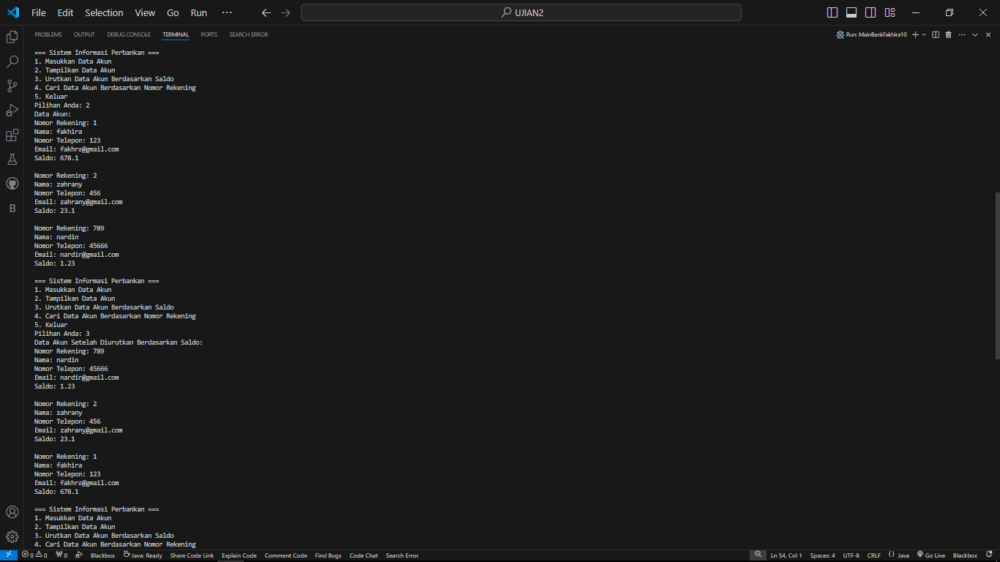 File Edit Selection View Go Run ··· UJIAN2
PROBLEMS OUTPUT DEBUG CONSOLE TERMINAL PORTS SEARCH ERROR Run: MainBankFakhira10
=== Sistem Informasi Perbankan ===
1. Masukkan Data Akun
2. Tampilkan Data Akun
3. Urutkan Data Akun Berdasarkan Saldo
4. Cari Data Akun Berdasarkan Nomor Rekening
5. Keluar
Pilihan Anda: 2
Data Akun:
Nomor Rekening: 1
Nama: fakhira
Nomor Telepon: 123
Email: fakhra@gmail.com
Saldo: 678.1

Nomor Rekening: 2
Nama: zahrany
Nomor Telepon: 456
Email: zahrany@gmail.com
Saldo: 23.1

Nomor Rekening: 789
Nama: nardin
Nomor Telepon: 45666
Email: nardin@gmail.com
Saldo: 1.23

=== Sistem Informasi Perbankan ===
1. Masukkan Data Akun
2. Tampilkan Data Akun
3. Urutkan Data Akun Berdasarkan Saldo
4. Cari Data Akun Berdasarkan Nomor Rekening
5. Keluar
Pilihan Anda: 3
Data Akun Setelah Diurutkan Berdasarkan Saldo:
Nomor Rekening: 789
Nama: nardin
Nomor Telepon: 45666
Email: nardin@gmail.com
Saldo: 1.23

Nomor Rekening: 2
Nama: zahrany
Nomor Telepon: 456
Email: zahrany@gmail.com
Saldo: 23.1

Nomor Rekening: 1
Nama: fakhira
Nomor Telepon: 123
Email: fakhra@gmail.com
Saldo: 678.1

=== Sistem Informasi Perbankan ===
1. Masukkan Data Akun
2. Tampilkan Data Akun
3. Urutkan Data Akun Berdasarkan Saldo
4. Cari Data Akun Berdasarkan Nomor Rekening
B
0 0 0 Blackbox Java: Ready Share Code Link Explain Code Comment Code Find Bugs Code Chat Search Error Ln 54, Col 1 Spaces: 4 UTF-8 CRLF {} Java Go Live Blackbox